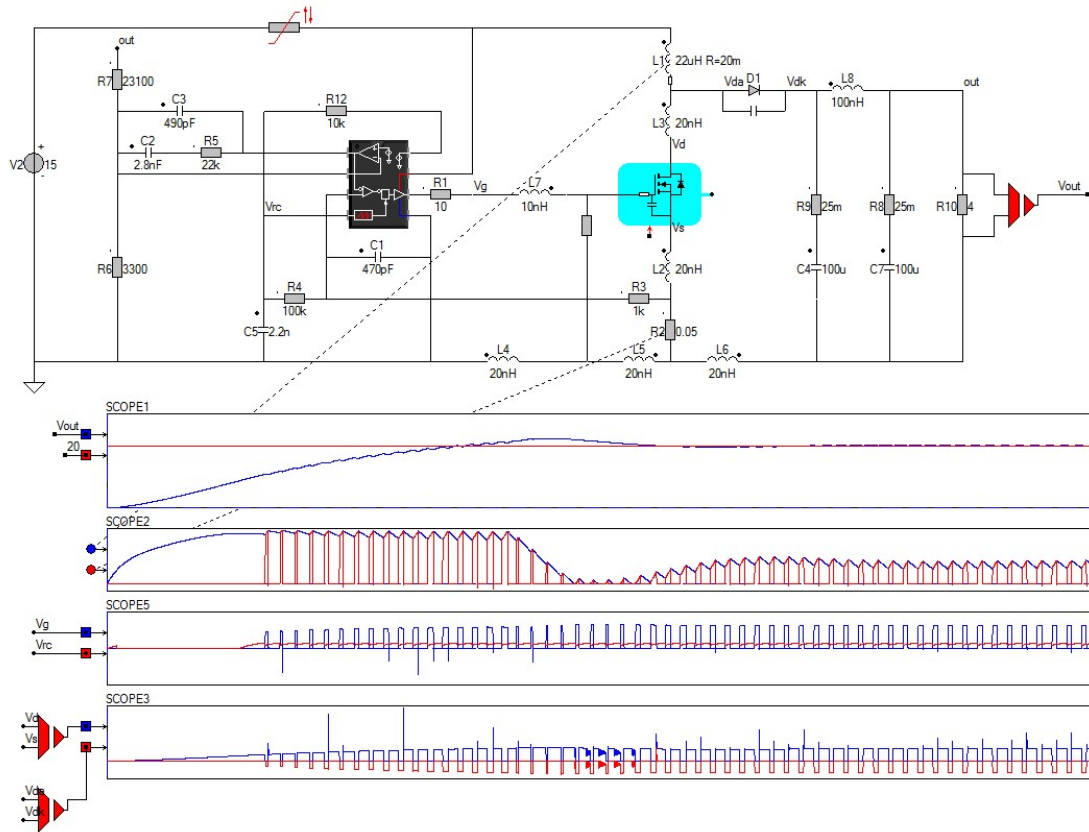 out
R7 23100
C3
490pF
R12
10k
C2
2.8nF
R5
22k
V2 15
+
-
Vrc
R6 3300
C1
470pF
R4
100k
C5 2.2n
R1
10
Vg
L7
10nH
L1 22uH R=20m
L3 20nH
Vd
Vda D1 Vdk
L8
100nH
out
Vs
L2 20nH
R3
1k
R2 0.05
R9 25m
R8 25m
R10 4
Vout
C4 100u
C7 100u
L4
20nH
L5
20nH
L6
20nH
SCOPE1
Vout
20
SCOPE2
SCOPE5
Vg
Vrc
SCOPE3
Vd
Vs
Vda
Vdk